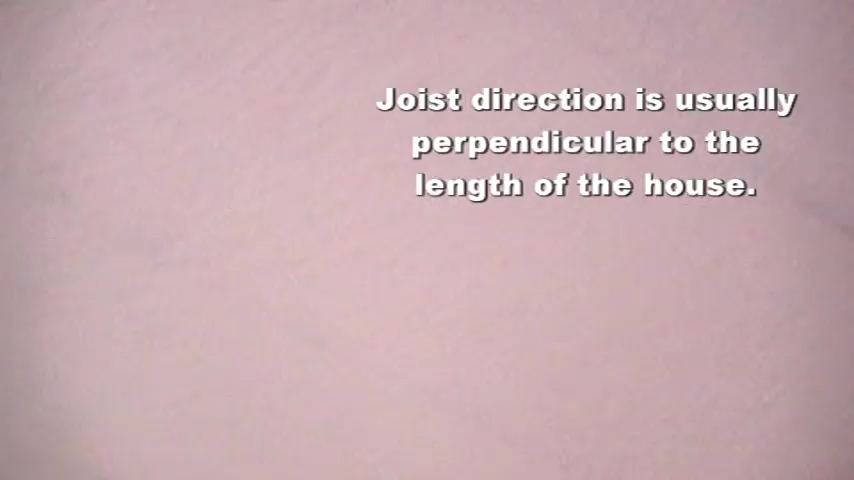 Joist direction is usually
perpendicular to the
length of the house.